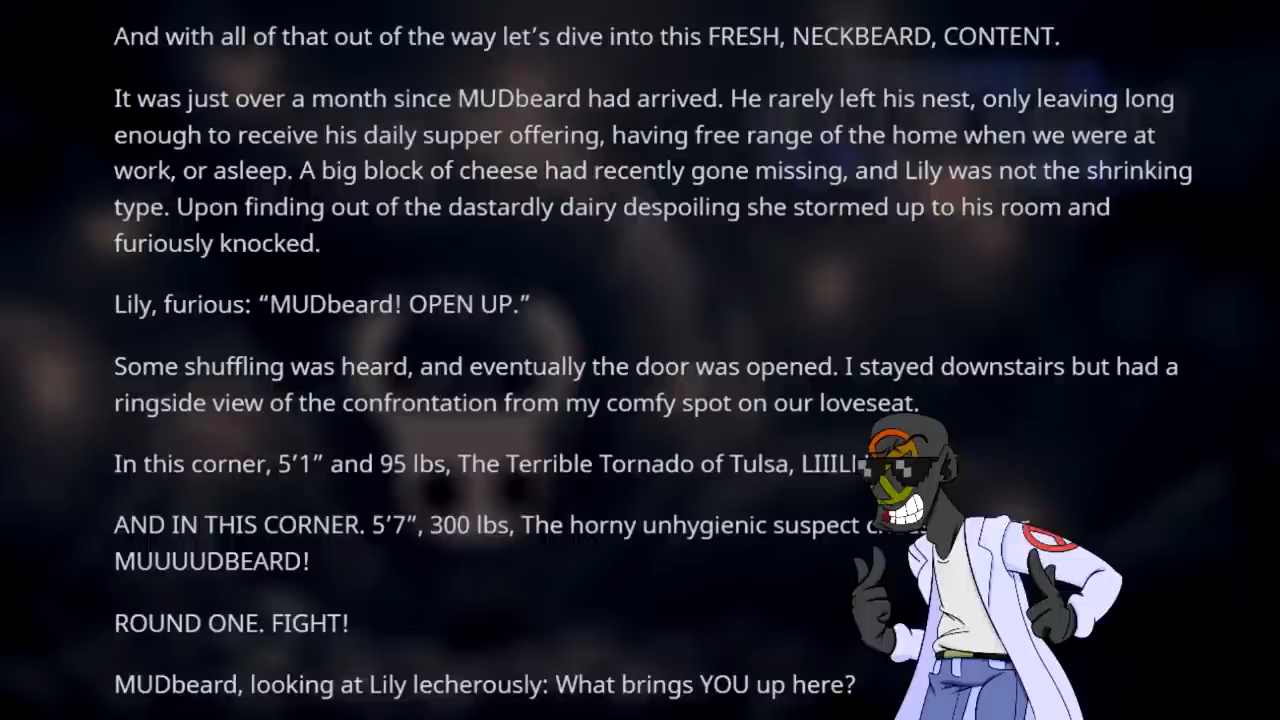 And with all of that out of the way let’s dive into this FRESH, NECKBEARD, CONTENT.
It was just over a month since MUDbeard had arrived. He rarely left his nest, only leaving long
enough to receive his daily supper offering, having free range of the home when we were at
work, or asleep. A big block of cheese had recently gone missing, and Lily was not the shrinking
type. Upon finding out of the dastardly dairy despoiling she stormed up to his room and
furiously knocked.
Lily, furious: “MUDbeard! OPEN UP.”
Some shuffling was heard, and eventually the door was opened. I stayed downstairs but had a
ringside view of the confrontation from my comfy spot on our loveseat.
In this corner, 5’1” and 95 lbs, The Terrible Tornado of Tulsa,
AND IN THIS CORNER. 5’7”, 300 lbs, The horny unhygienic suspect
MUUUUDBEARD!
ROUND ONE. FIGHT!
MUDbeard, looking at Lily lecherously: What brings YOU up here?